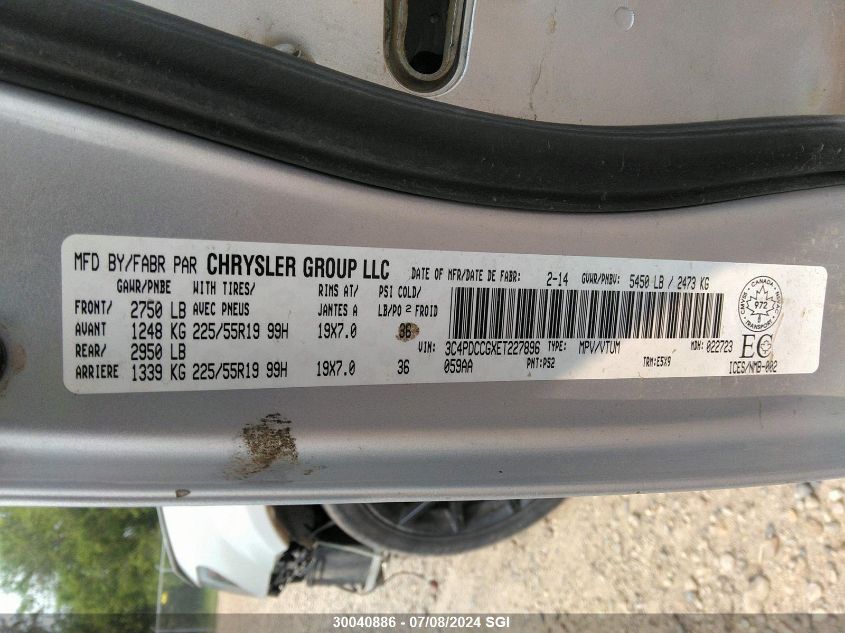 MFD BY/FABR PAR CHRYSLER GROUP LLC DATE OF MFR/DATE DE FABR: 2-14 GVWR/PNBV: 5450 LB / 2473 KG
GAWR/PNBE WITH TIRES/ RIMS AT/ PSI COLD/
FRONT/ 2750 LB AVEC PNEUS JANTES A LB/PO² FROID
AVANT 1248 KG 225/55R19 99H 19X7.0 36
REAR/ 2950 LB
ARRIERE 1339 KG 225/55R19 99H 19X7.0 36
VIN: 3C4PDCCGXET227896 TYPE: MPV/VTUM MDH: 022723
059AA PNT: PS2 TRM: E5X9
CANADA
972
TRANSPORT
EC
ICES/NMB-002
30040886 - 07/08/2024 SGI